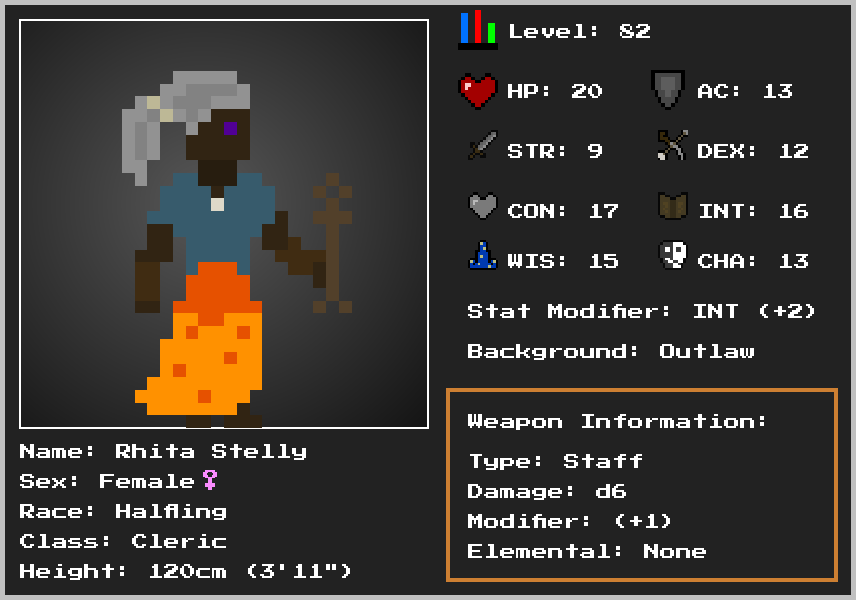 Level: 82
HP: 20
AC: 13
STR: 9
DEX: 12
CON: 17
INT: 16
WIS: 15
CHA: 13
Stat Modifier: INT (+2)
Background: Outlaw
Weapon Information:
Type: Staff
Damage: d6
Modifier: (+1)
Elemental: None
Name: Rhita Stelly
Sex: Female♀
Race: Halfling
Class: Cleric
Height: 120cm (3'11")